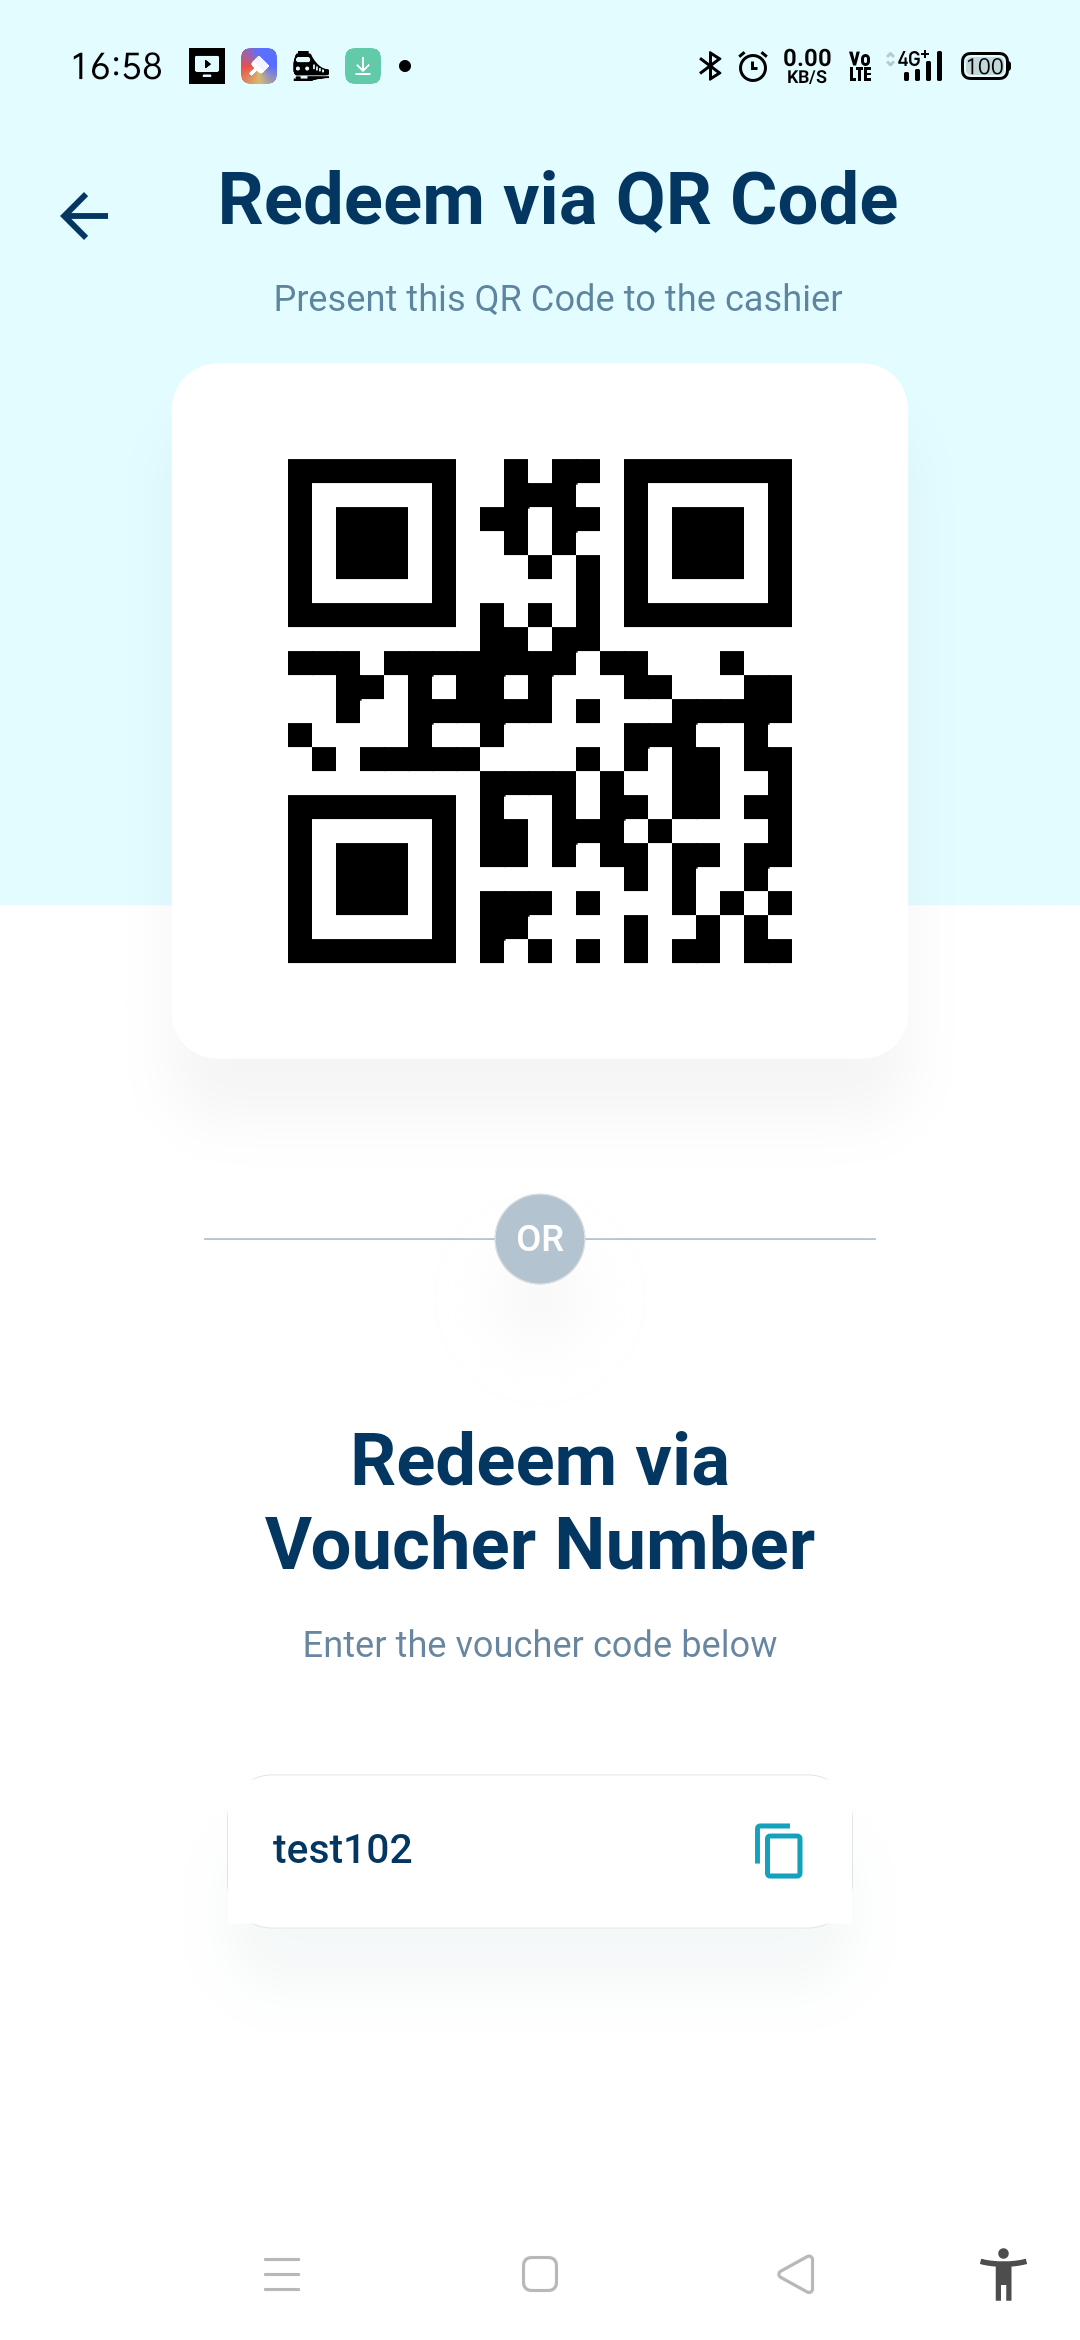 16:58
0.00
KB/S
Vo
LTE
4G+
100
Redeem via QR Code
Present this QR Code to the cashier
OR
Redeem via
Voucher Number
Enter the voucher code below
test102